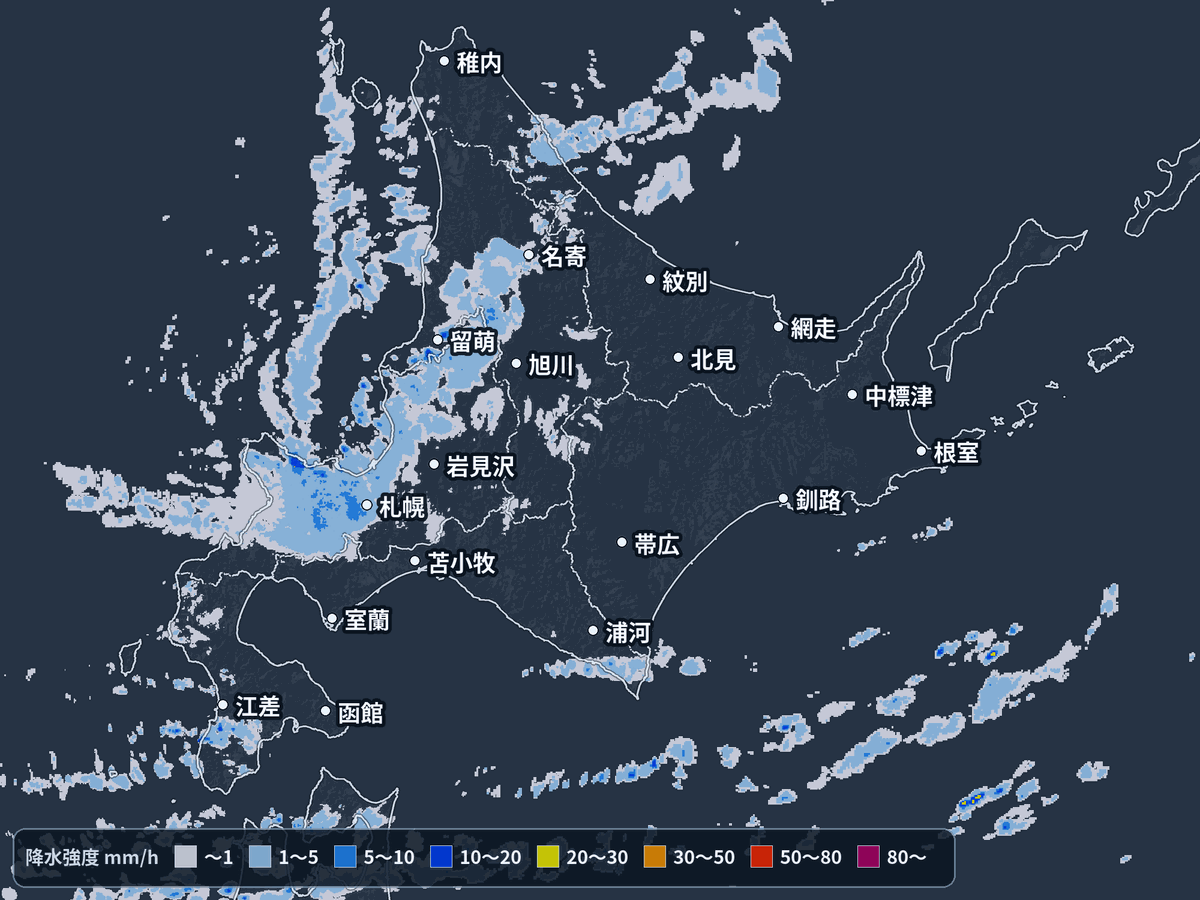 稚内
名寄
紋別
網走
留萌
旭川
北見
中標津
根室
岩見沢
札幌
釧路
帯広
苫小牧
室蘭
浦河
江差
函館
降水強度 mm/h ～1 1～5 5～10 10～20 20～30 30～50 50～80 80～